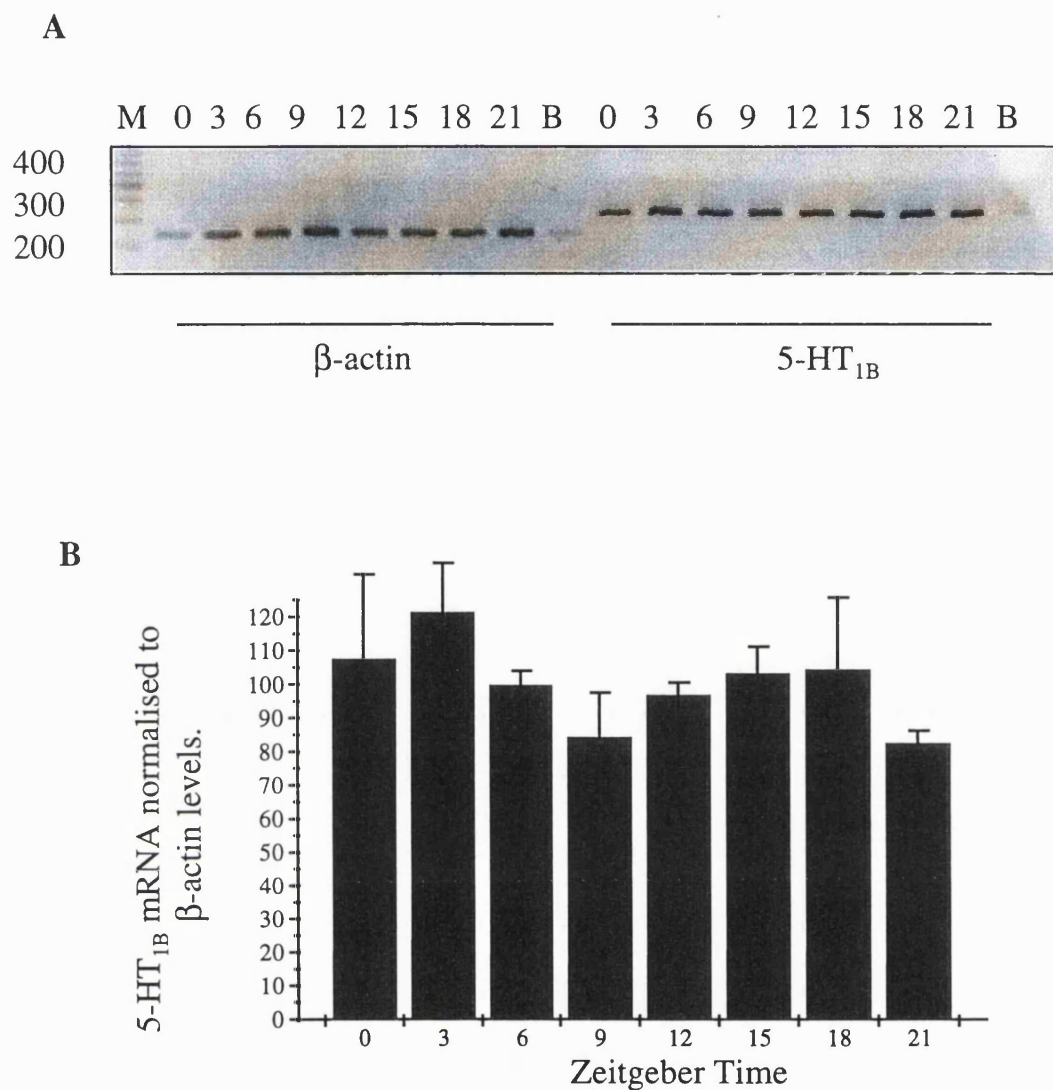 A
M 0 3 6 9 12 15 18 21 B 0 3 6 9 12 15 18 21 B
400
300
200
β-actin 5-HT1B
B
5-HT1B mRNA normalised to
β-actin levels.
120
110
100
90
80
70
60
50
40
30
20
10
0
0 3 6 9 12 15 18 21
Zeitgeber Time